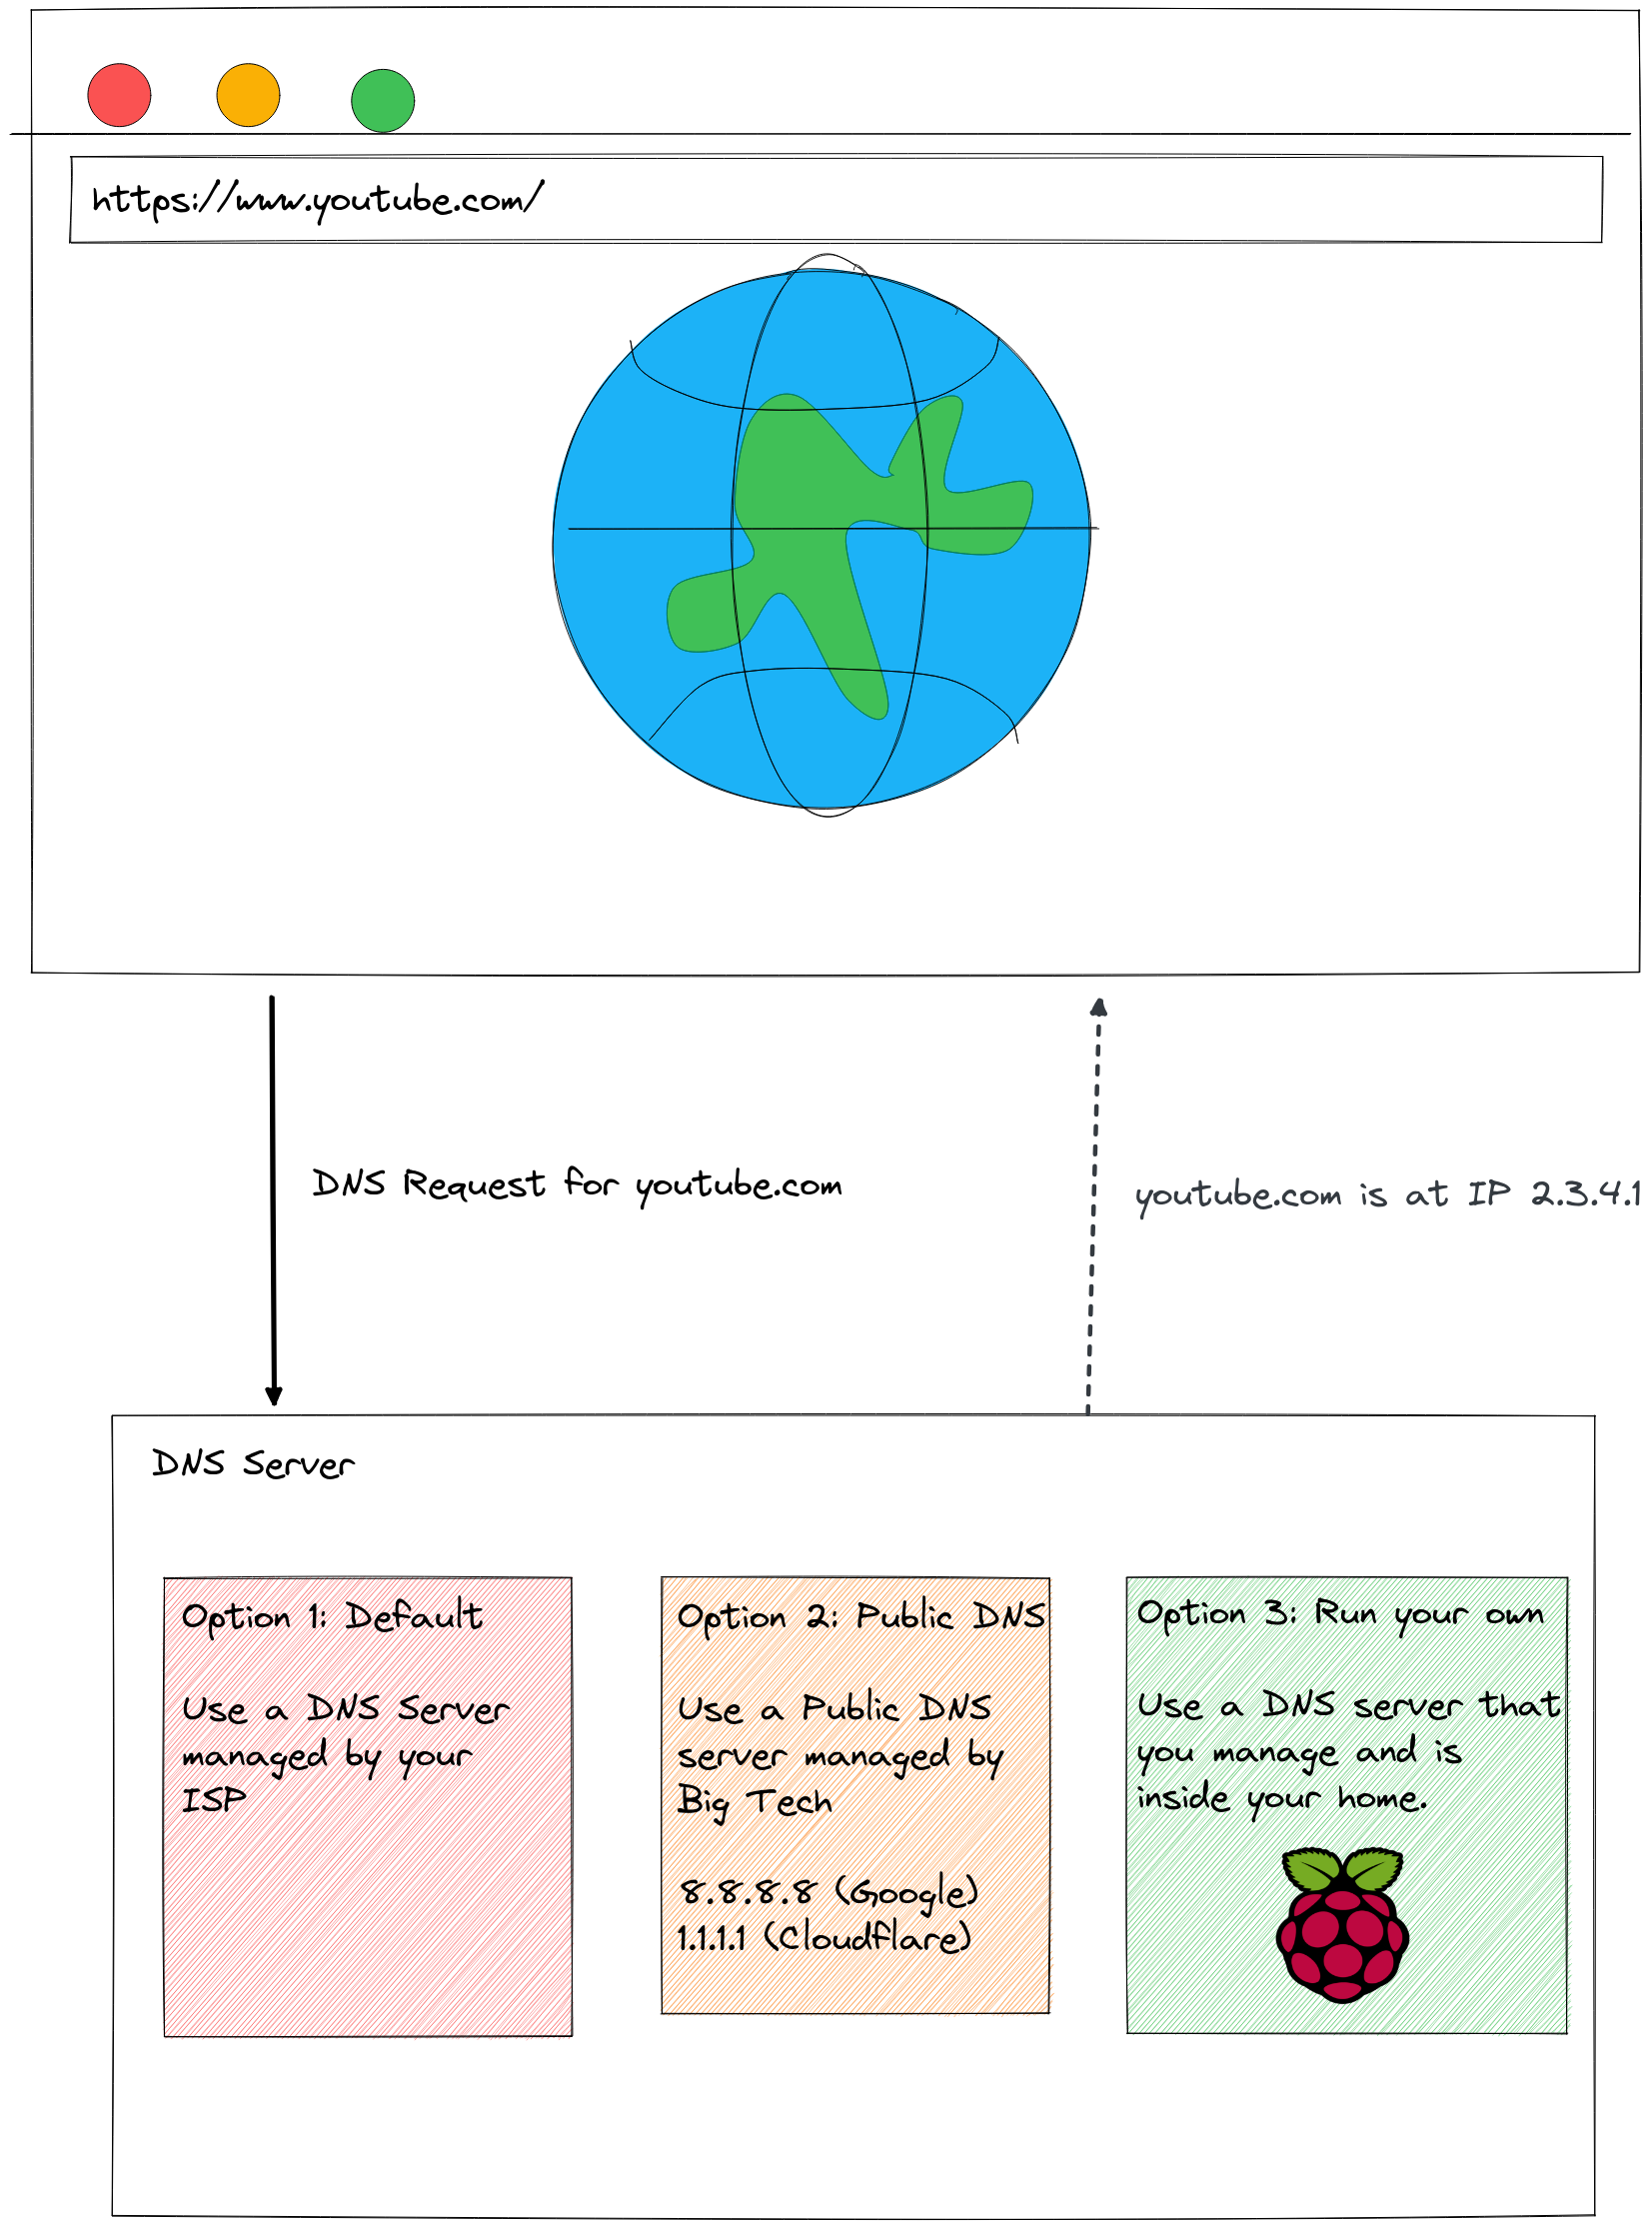 https://www.youtube.com/
DNS Request for youtube.com
youtube.com is at IP 2.3.4.1
DNS Server
Option 1: Default
Use a DNS Server
managed by your
ISP
Option 2: Public DNS
Use a Public DNS
server managed by
Big Tech
8.8.8.8 (Google)
1.1.1.1 (Cloudflare)
Option 3: Run your own
Use a DNS server that
you manage and is
inside your home.